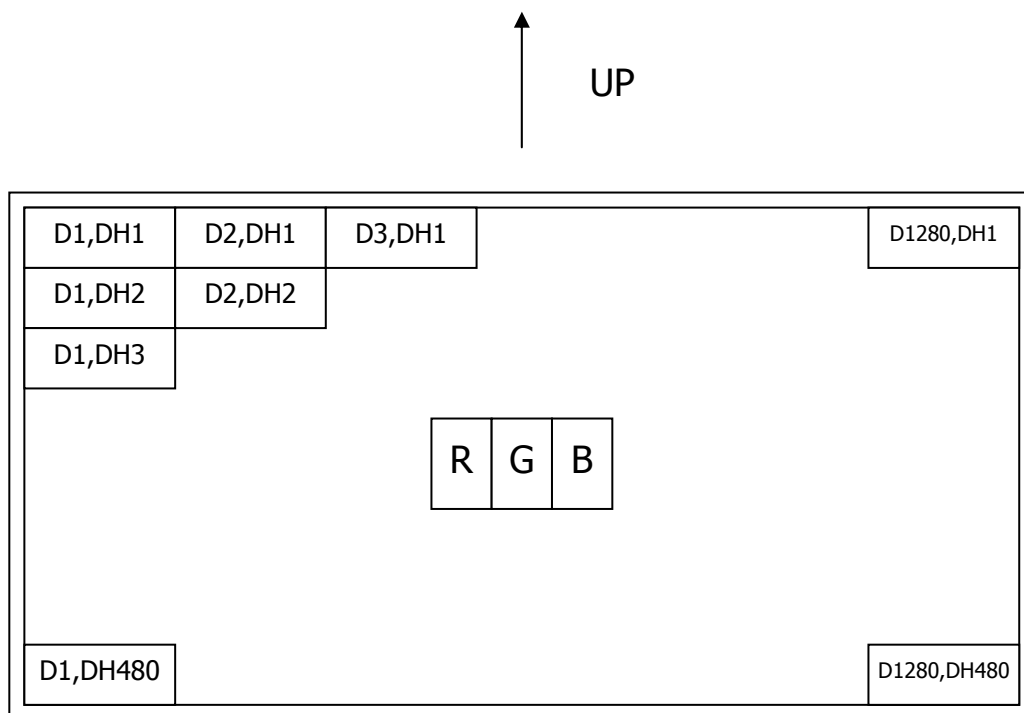 UP
D1,DH1 D2,DH1 D3,DH1 D1280,DH1
D1,DH2 D2,DH2
D1,DH3
R G B
D1,DH480 D1280,DH480